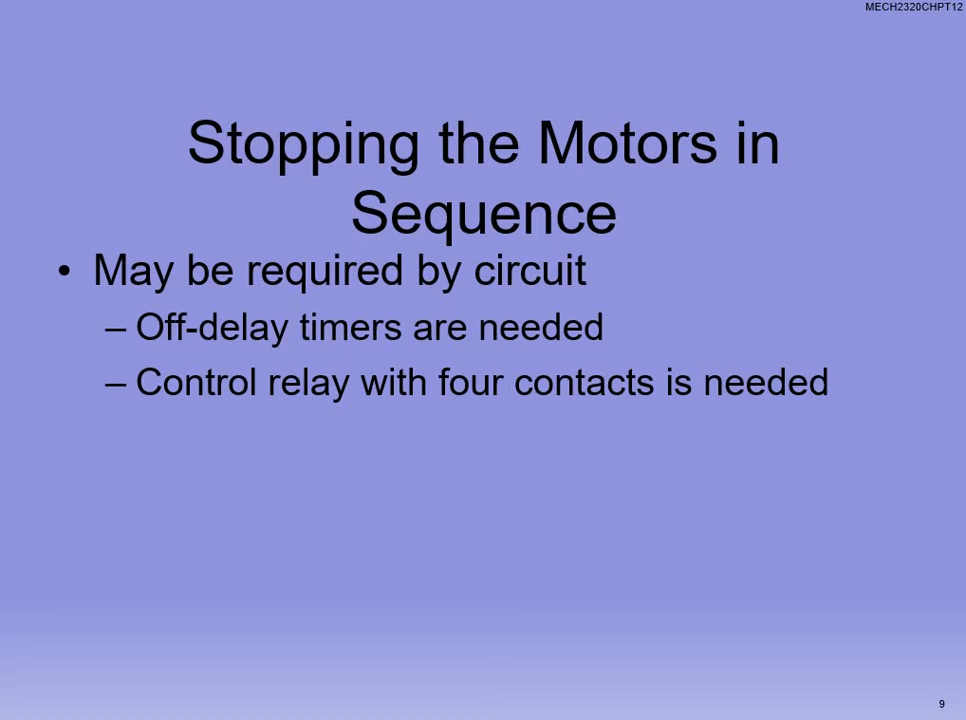 MECH2320CHPT12
Stopping the Motors in
Sequence
• May be required by circuit
– Off-delay timers are needed
– Control relay with four contacts is needed
9